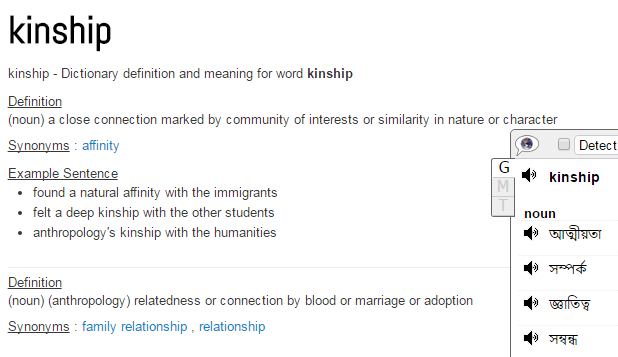 kinship
kinship - Dictionary definition and meaning for word kinship
Definition
(noun) a close connection marked by community of interests or similarity in nature or character
Synonyms : affinity
Example Sentence
found a natural affinity with the immigrants
felt a deep kinship with the other students
anthropology's kinship with the humanities
Definition
(noun) (anthropology) relatedness or connection by blood or marriage or adoption
Synonyms : family relationship , relationship
Detect
G
M
T
kinship
noun
আত্মীয়তা
সম্পর্ক
জ্ঞাতিত্ব
সম্বন্ধ